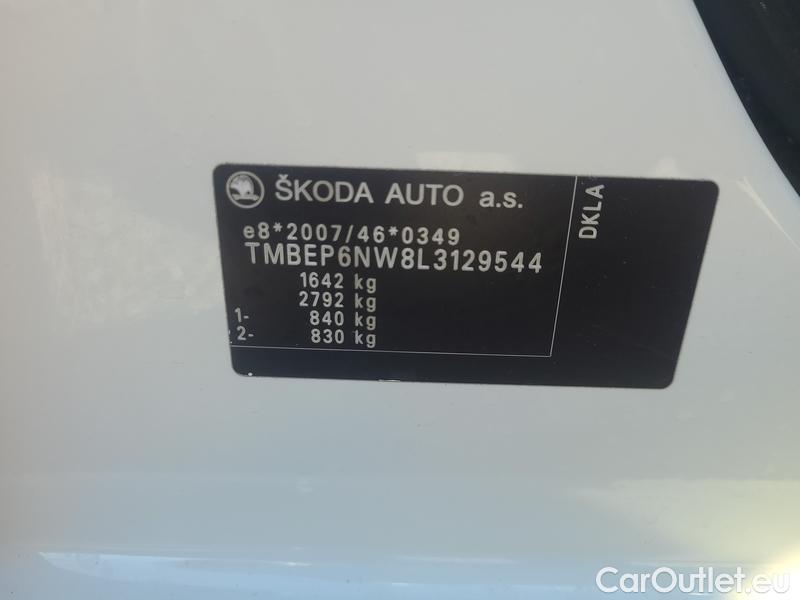 ŠKODA AUTO a.s.
e8*2007/46*0349
TMBEP6NW8L3129544
1642 kg
2792 kg
1- 840 kg
2- 830 kg
DKLA
CarOutlet.eu